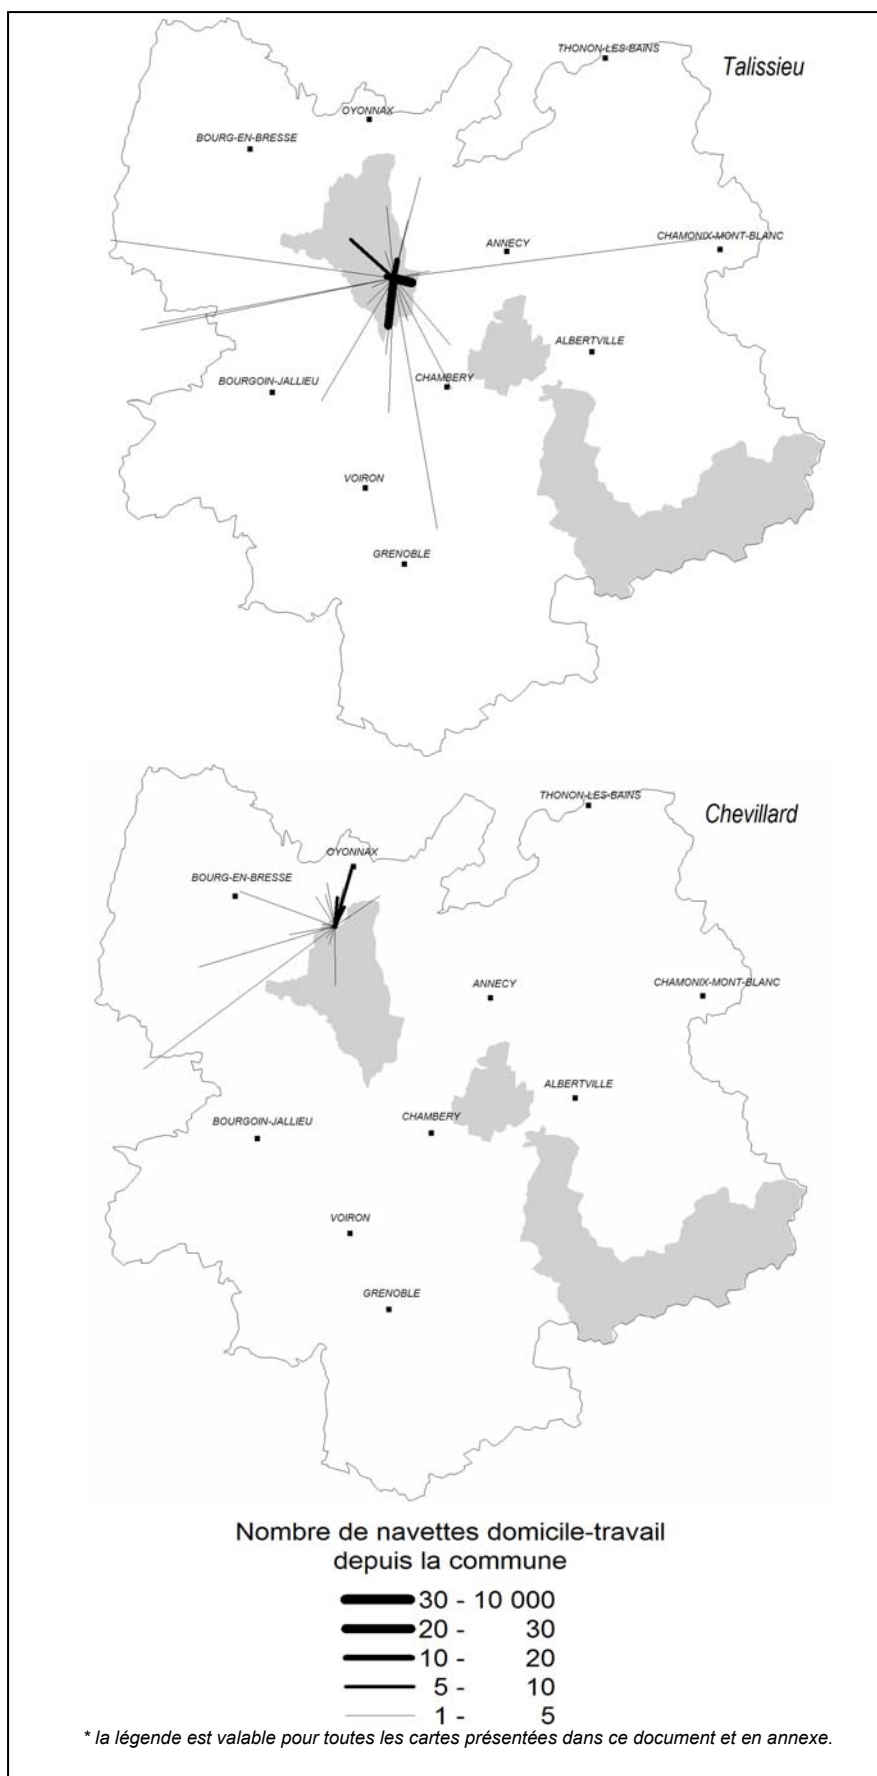 THONON-LES-BAINS
Talissieu
OYONNAX
BOURG-EN-BRESSE
CHAMONIX-MONT-BLANC
ANNECY
ALBERTVILLE
BOURGOIN-JALLIEU
CHAMBERY
VOIRON
GRENOBLE
THONON-LES-BAINS
Chevillard
OYONNAX
BOURG-EN-BRESSE
ANNECY
CHAMONIX-MONT-BLANC
ALBERTVILLE
BOURGOIN-JALLIEU
CHAMBERY
VOIRON
GRENOBLE
Nombre de navettes domicile-travail
depuis la commune
30 - 10 000
20 - 30
10 - 20
5 - 10
1 - 5
* la légende est valable pour toutes les cartes présentées dans ce document et en annexe.